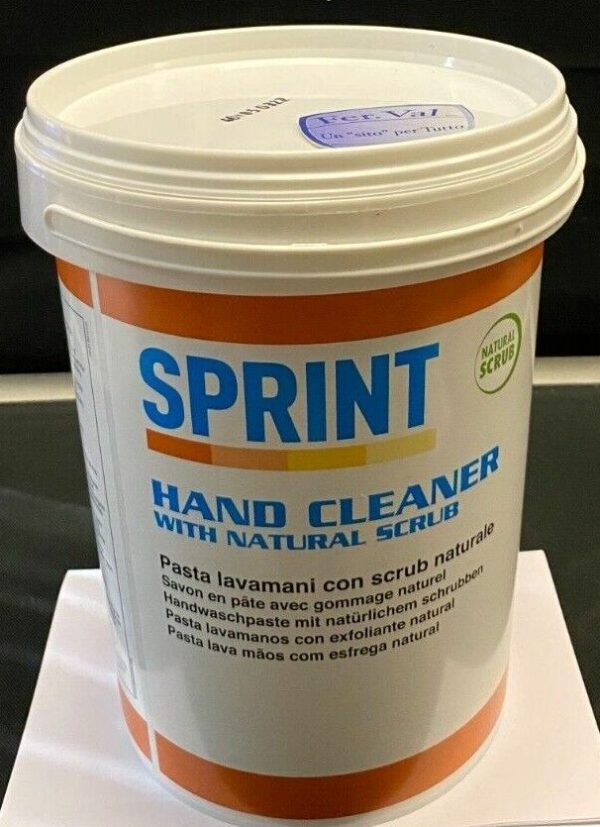 Fer.Val.
Un "sito" per Tutto
SPRINT
NATURAL
SCRUB
HAND CLEANER
WITH NATURAL SCRUB
Pasta lavamani con scrub naturale
Savon en pâte avec gommage naturel
Handwaschpaste mit natürlichem schrubben
Pasta lavamanos con exfoliante natural
Pasta lava mãos com esfrega natural